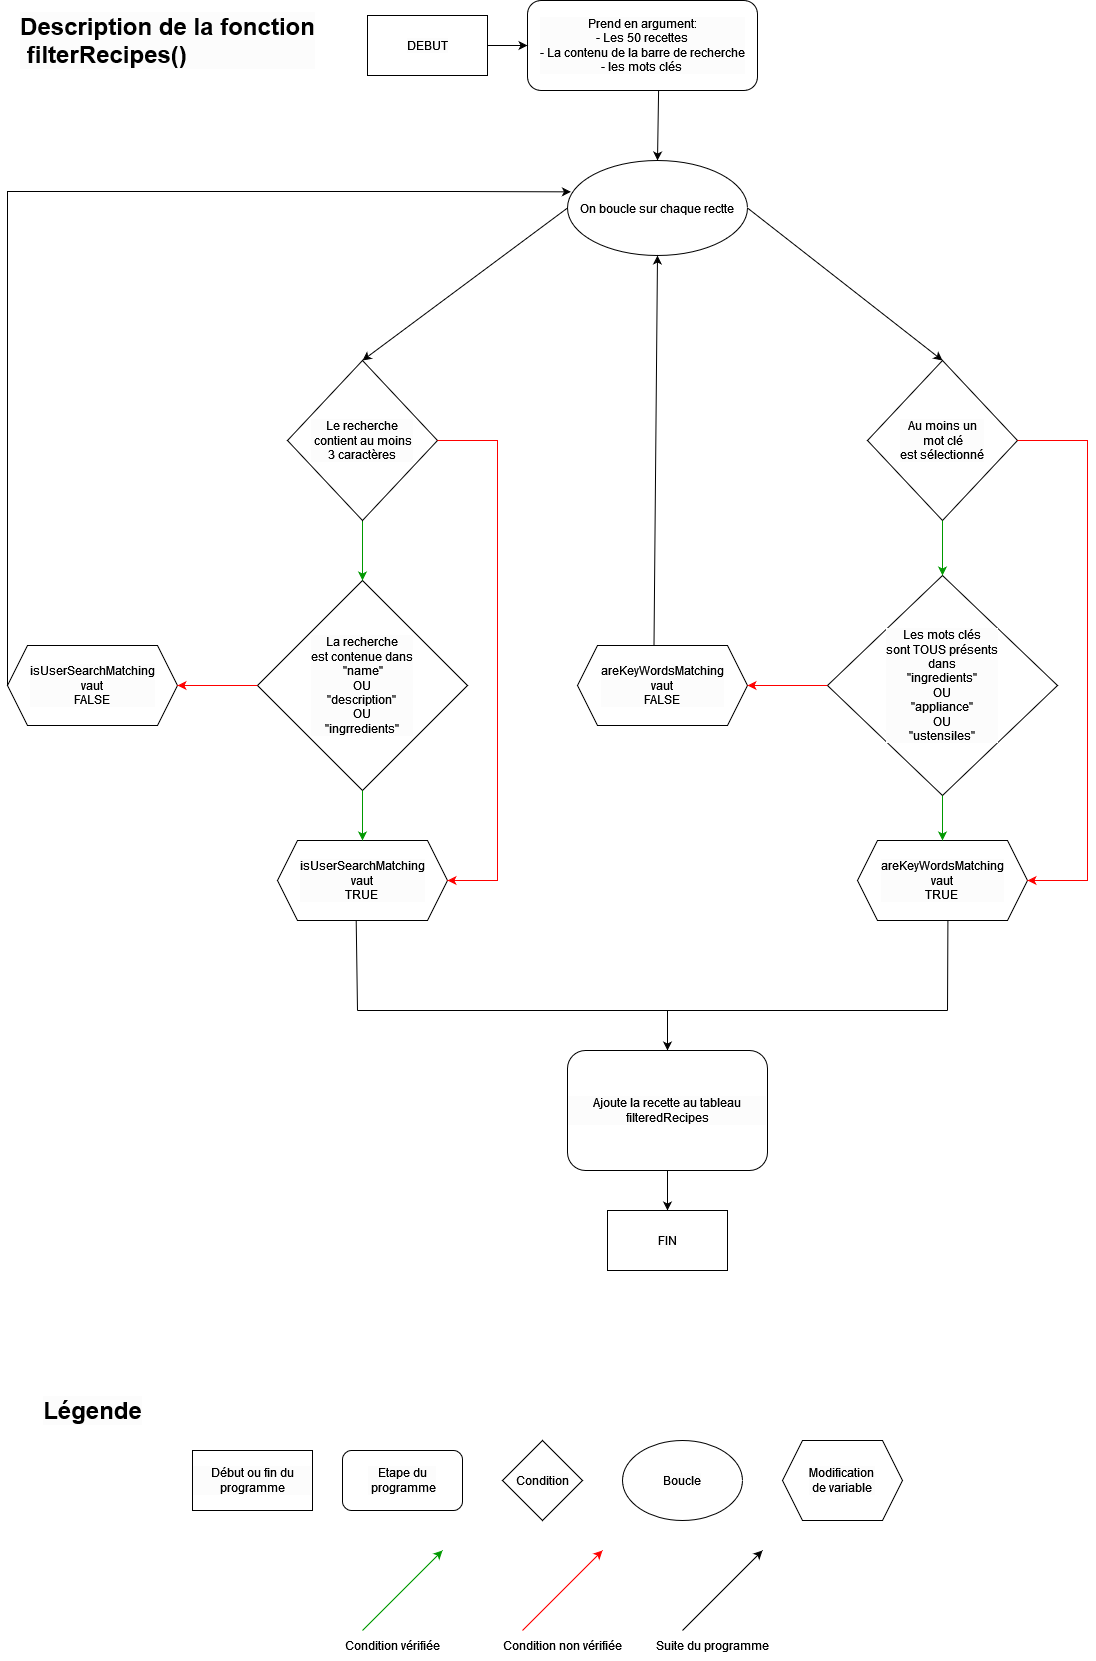 Description de la fonction
filterRecipes()
DEBUT
Prend en argument:
- Les 50 recettes
- La contenu de la barre de recherche
- les mots clés
On boucle sur chaque rectte
Le recherche
contient au moins
3 caractères
Au moins un
mot clé
est sélectionné
La recherche
est contenue dans
"name"
OU
"description"
OU
"ingrredients"
Les mots clés
sont TOUS présents
dans
"ingredients"
OU
"appliance"
OU
"ustensiles"
isUserSearchMatching
vaut
FALSE
areKeyWordsMatching
vaut
FALSE
isUserSearchMatching
vaut
TRUE
areKeyWordsMatching
vaut
TRUE
Ajoute la recette au tableau
filteredRecipes
FIN
Légende
Début ou fin du
programme
Etape du
programme
Condition
Boucle
Modification
de variable
Condition vérifiée
Condition non vérifiée
Suite du programme